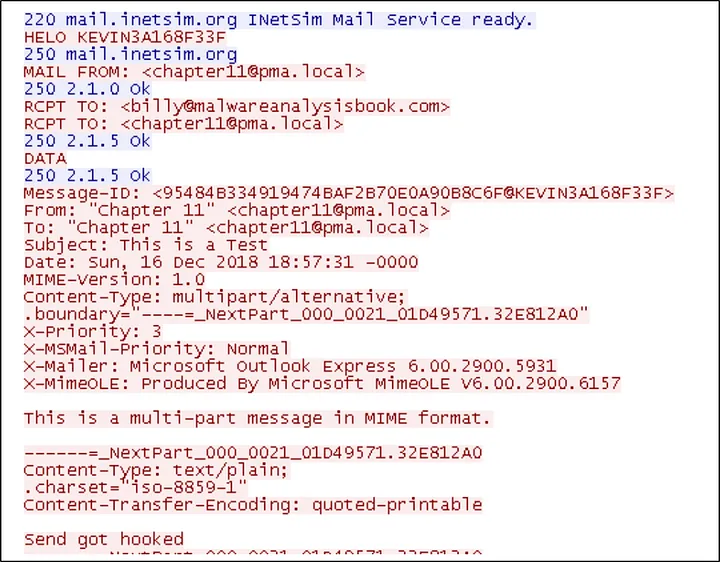 220 mail.inetsim.org INetSim Mail Service ready.
HELO KEVIN3A168F33F
250 mail.inetsim.org
MAIL FROM: <chapter11@pma.local>
250 2.1.0 Ok
RCPT TO: <billy@malwareanalysisbook.com>
RCPT TO: <chapter11@pma.local>
250 2.1.5 Ok
DATA
250 2.1.5 Ok
Message-ID: <95484B334919474BAF2B70E0A90B8C6F@KEVIN3A168F33F>
From: "Chapter 11" <chapter11@pma.local>
To: "Chapter 11" <chapter11@pma.local>
Subject: This is a Test
Date: Sun, 16 Dec 2018 18:57:31 -0000
MIME-Version: 1.0
Content-Type: multipart/alternative;
.boundary="----=_NextPart_000_0021_01D49571.32E812A0"
X-Priority: 3
X-MSMail-Priority: Normal
X-Mailer: Microsoft Outlook Express 6.00.2900.5931
X-MimeOLE: Produced By Microsoft MimeOLE V6.00.2900.6157
This is a multi-part message in MIME format.
------=_NextPart_000_0021_01D49571.32E812A0
Content-Type: text/plain;
.charset="iso-8859-1"
Content-Transfer-Encoding: quoted-printable
Send got hooked
------=_NextPart_000_0021_01D49571.32E812A0